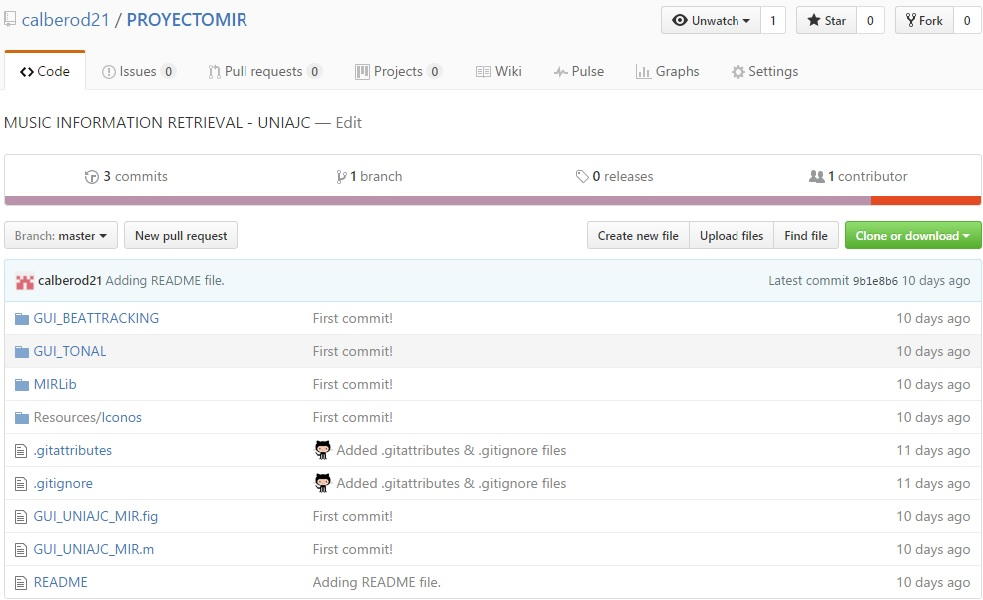 calberod21 / PROYECTOMIR Unwatch 1 Star 0 Fork 0
Code Issues 0 Pull requests 0 Projects 0 Wiki Pulse Graphs Settings
MUSIC INFORMATION RETRIEVAL - UNIAJC — Edit
3 commits 1 branch 0 releases 1 contributor
Branch: master New pull request Create new file Upload files Find file Clone or download
calberod21 Adding README file. Latest commit 9b1e8b6 10 days ago
GUI_BEATTRACKING First commit! 10 days ago
GUI_TONAL First commit! 10 days ago
MIRLib First commit! 10 days ago
Resources/Iconos First commit! 10 days ago
.gitattributes Added .gitattributes & .gitignore files 11 days ago
.gitignore Added .gitattributes & .gitignore files 11 days ago
GUI_UNIAJC_MIR.fig First commit! 10 days ago
GUI_UNIAJC_MIR.m First commit! 10 days ago
README Adding README file. 10 days ago